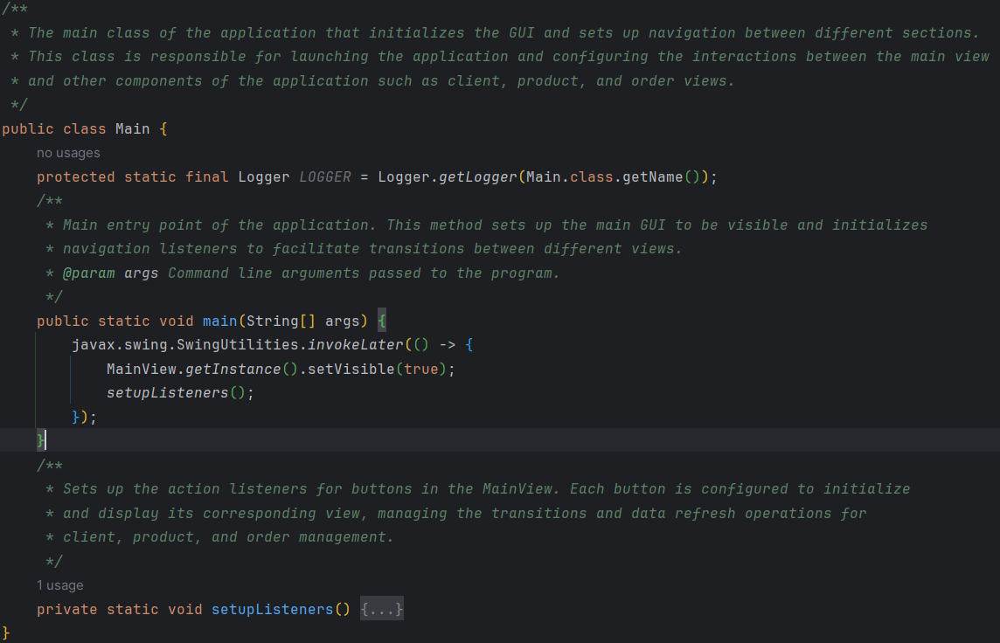 /**
 * The main class of the application that initializes the GUI and sets up navigation between different sections.
 * This class is responsible for launching the application and configuring the interactions between the main view
 * and other components of the application such as client, product, and order views.
 */
public class Main {
    no usages
    protected static final Logger LOGGER = Logger.getLogger(Main.class.getName());
    /**
     * Main entry point of the application. This method sets up the main GUI to be visible and initializes
     * navigation listeners to facilitate transitions between different views.
     * @param args Command line arguments passed to the program.
     */
    public static void main(String[] args) {
        javax.swing.SwingUtilities.invokeLater(() -> {
            MainView.getInstance().setVisible(true);
            setupListeners();
        });
    }
    /**
     * Sets up the action listeners for buttons in the MainView. Each button is configured to initialize
     * and display its corresponding view, managing the transitions and data refresh operations for
     * client, product, and order management.
     */
    1 usage
    private static void setupListeners() {...}
}